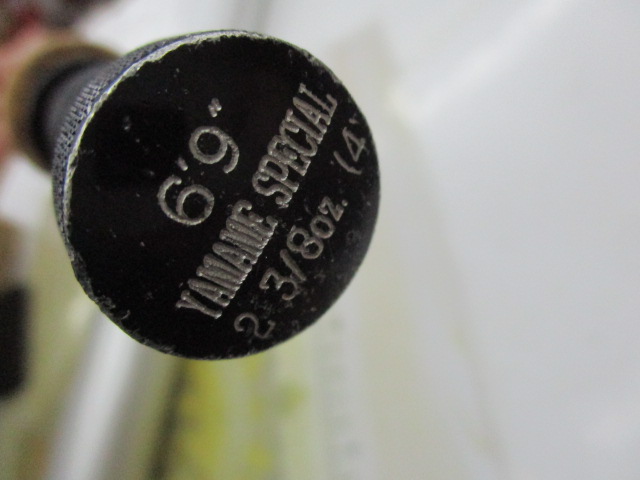 6'9"
YAMAME SPECIAL
2 3/8oz. (4